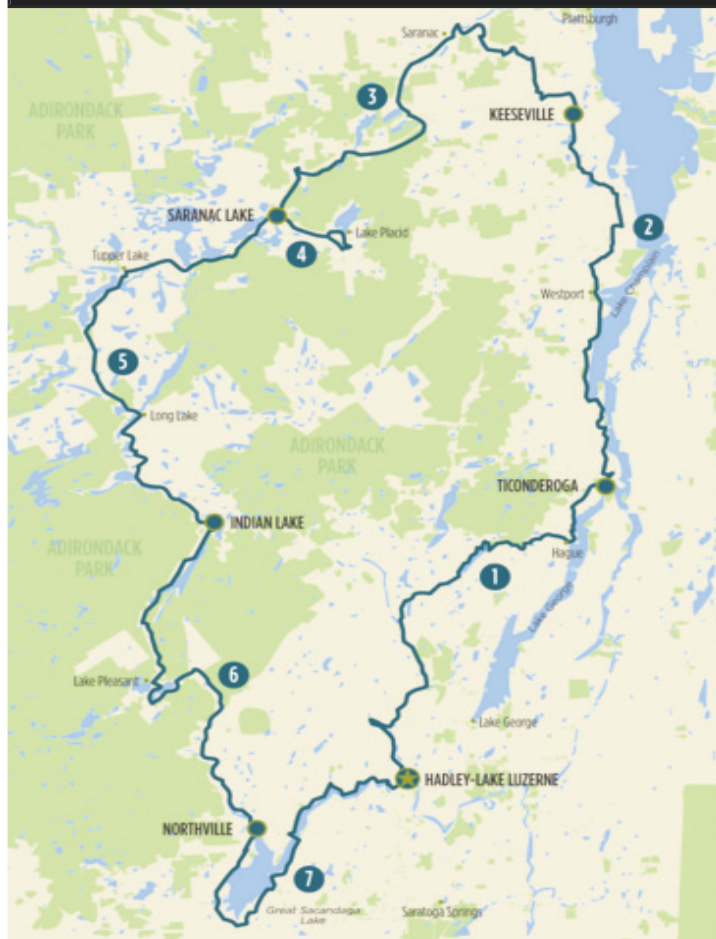 Plattsburgh
Saranac
3
ADIRONDACK
PARK
KEESEVILLE
SARANAC LAKE
2
Lake Placid
4
Tupper Lake
Lake Champlain
Westport
5
Long Lake
ADIRONDACK
PARK
TICONDEROGA
INDIAN LAKE
ADIRONDACK
PARK
Hague
1
Lake George
6
Lake Pleasant
Lake George
HADLEY-LAKE LUZERNE
NORTHVILLE
7
Great Sacandaga
Lake
Saratoga Springs